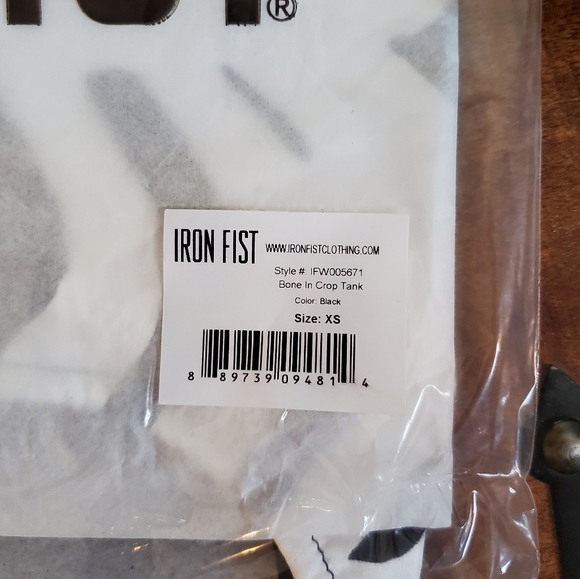 ®
IRON FIST WWW.IRONFISTCLOTHING.COM
Style #: IFW005671
Bone In Crop Tank
Color: Black
Size: XS
8 89739 09481 4